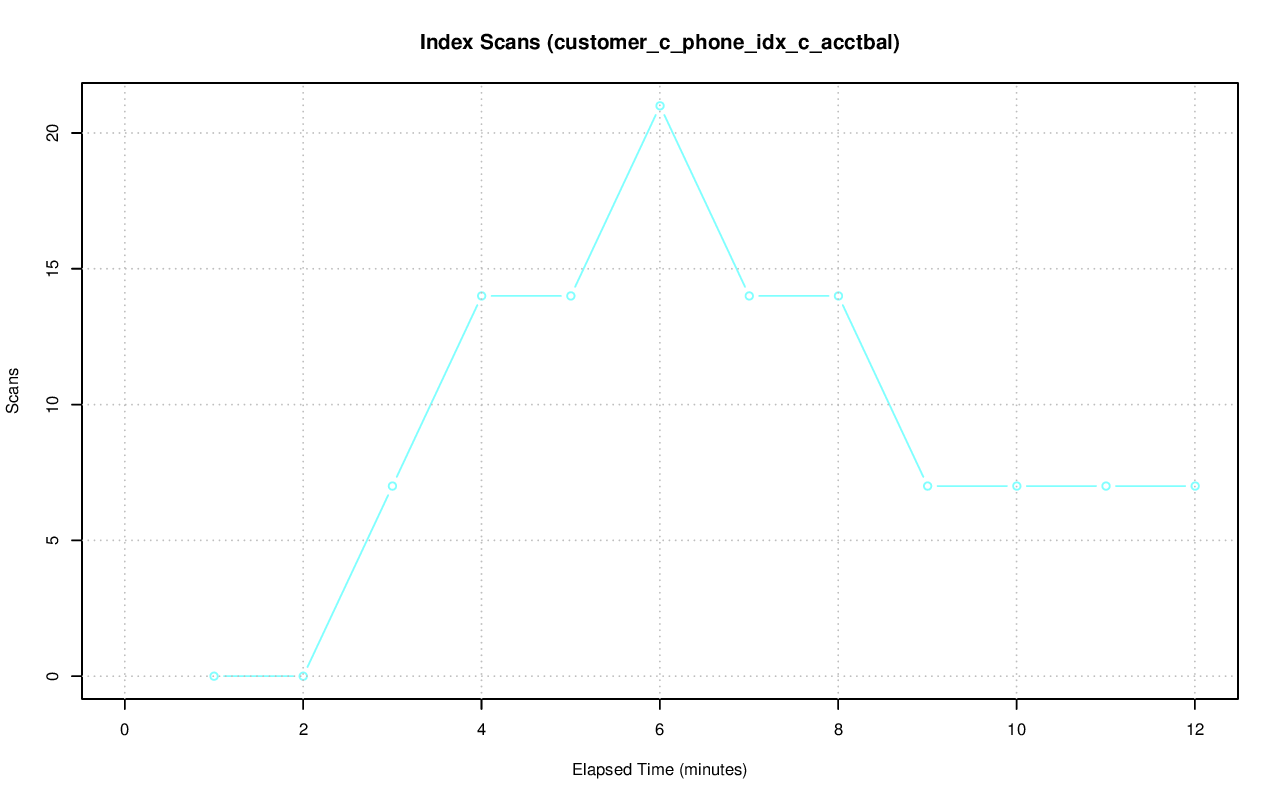 Index Scans (customer_c_phone_idx_c_acctbal)
20
15
10
5
0
Scans
0 2 4 6 8 10 12
Elapsed Time (minutes)